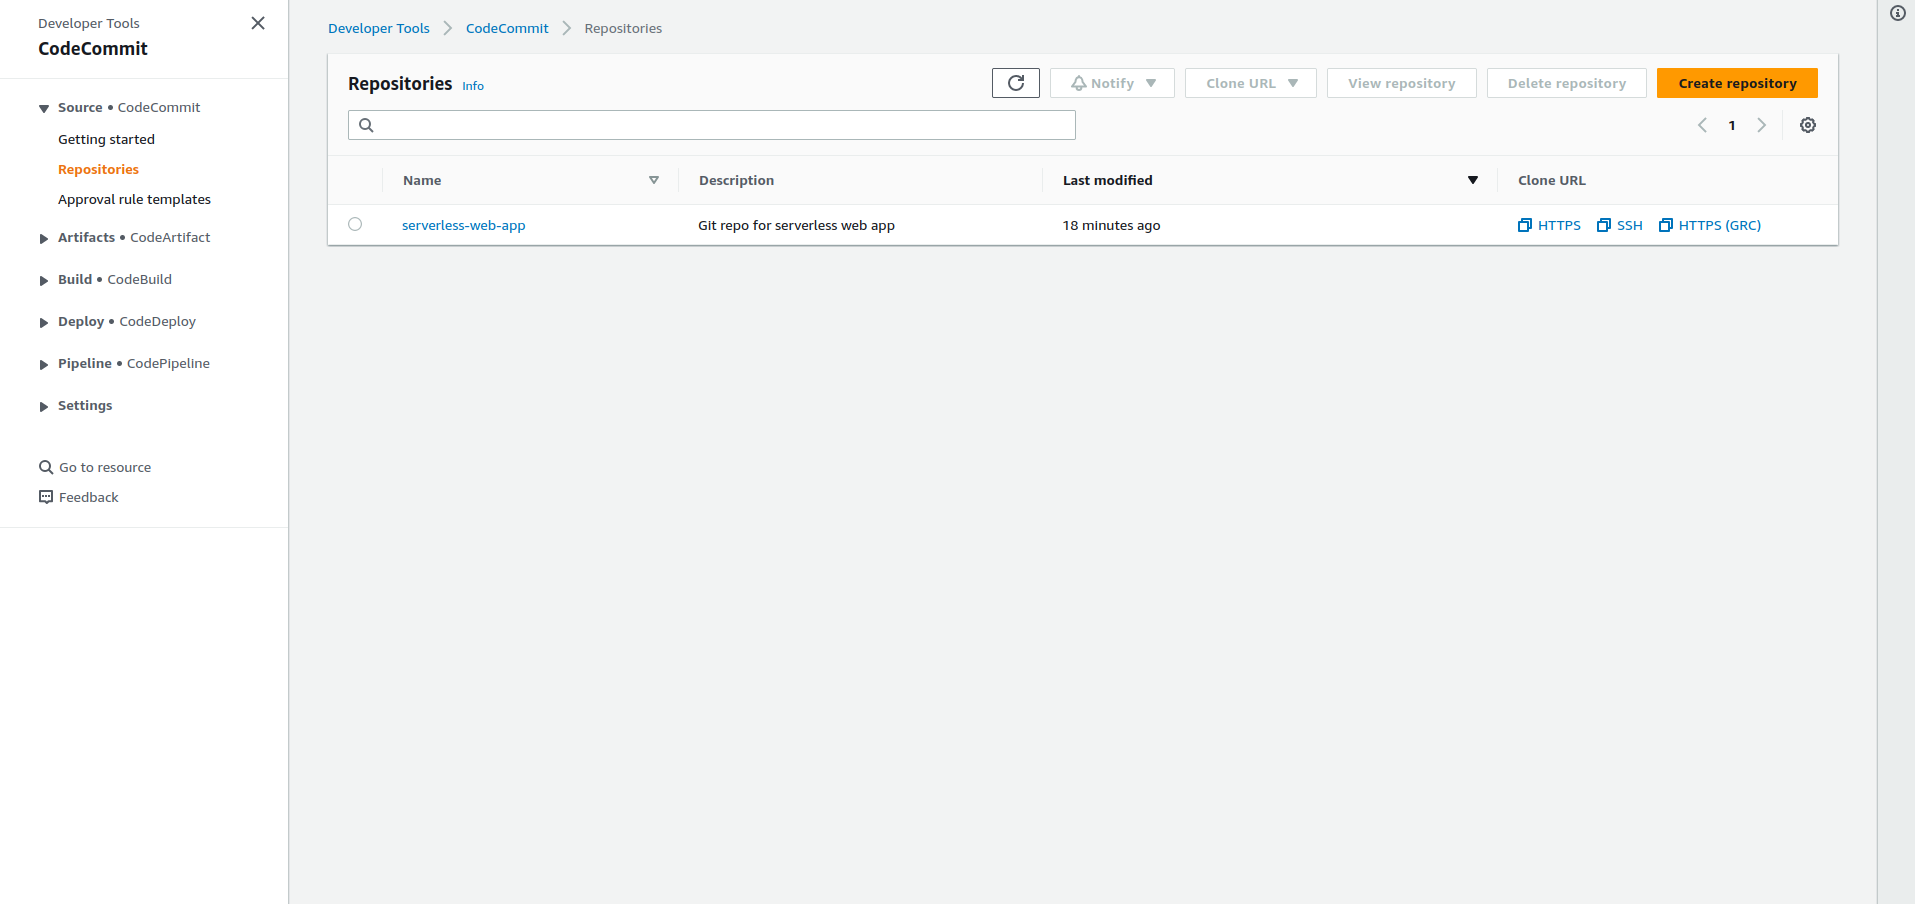 Developer Tools
CodeCommit
Source • CodeCommit
Getting started
Repositories
Approval rule templates
Artifacts • CodeArtifact
Build • CodeBuild
Deploy • CodeDeploy
Pipeline • CodePipeline
Settings
Go to resource
Feedback
Developer Tools CodeCommit Repositories
Repositories Info Notify Clone URL View repository Delete repository Create repository
1
Name Description Last modified Clone URL
serverless-web-app Git repo for serverless web app 18 minutes ago HTTPS SSH HTTPS (GRC)